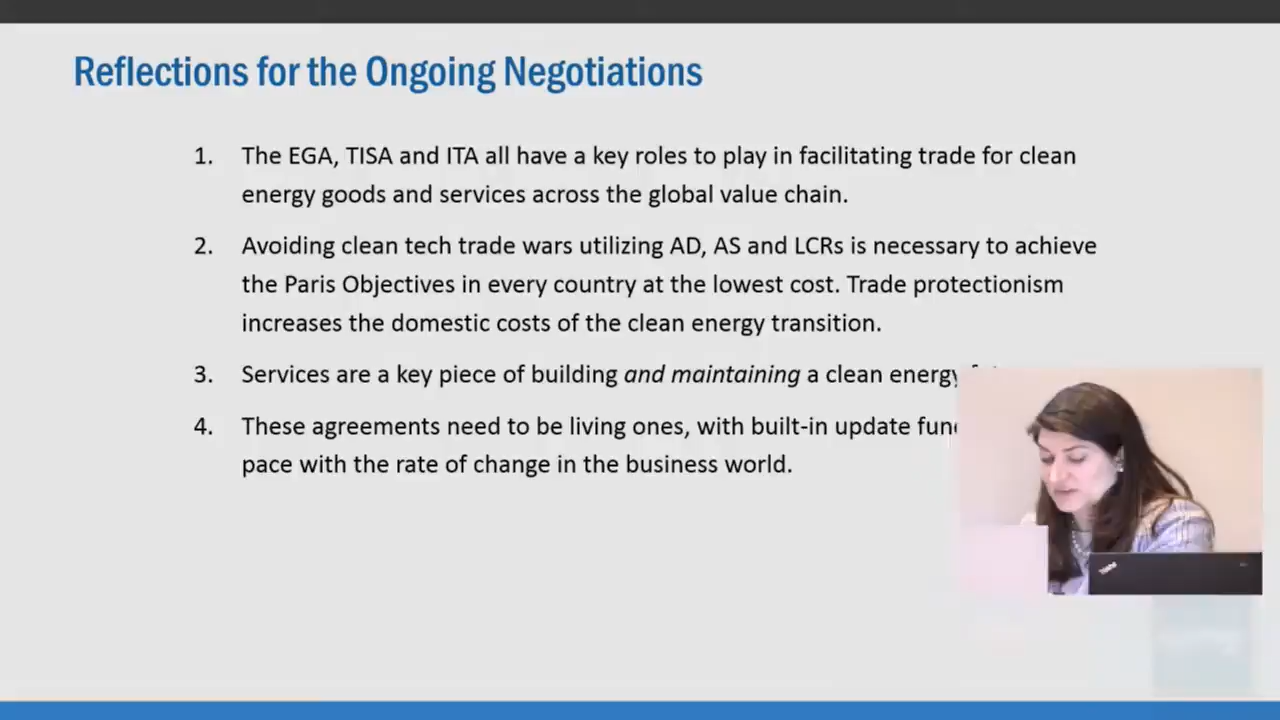 Reflections for the Ongoing Negotiations
1. The EGA, TISA and ITA all have a key roles to play in facilitating trade for clean
energy goods and services across the global value chain.
2. Avoiding clean tech trade wars utilizing AD, AS and LCRs is necessary to achieve
the Paris Objectives in every country at the lowest cost. Trade protectionism
increases the domestic costs of the clean energy transition.
3. Services are a key piece of building and maintaining a clean energy
4. These agreements need to be living ones, with built-in update
pace with the rate of change in the business world.
ThinkPad